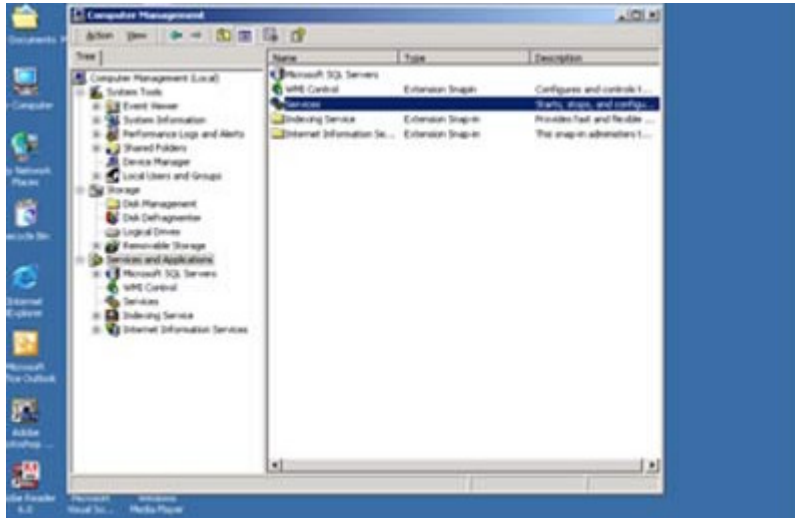 Computer Management
Action View
Tree
Name Type Description
Computer Management (Local)
System Tools
Event Viewer
System Information
Performance Logs and Alerts
Shared Folders
Device Manager
Local Users and Groups
Storage
Disk Management
Disk Defragmenter
Logical Drives
Removable Storage
Services and Applications
Microsoft SQL Servers
WMI Control
Services
Indexing Service
Internet Information Services
Microsoft SQL Servers
WMI Control Extension Snapin Configures and controls t...
Services Starts, stops, and configu...
Indexing Service Extension Snap-in Provides fast and flexible ...
Internet Information Se... Extension Snap-in This snap-in administers t...
Documents
Computer
Network
Places
Internet
Explorer
Microsoft
Outlook
Adobe
Reader
6.0
Microsoft
Visual
Windows
Media Player